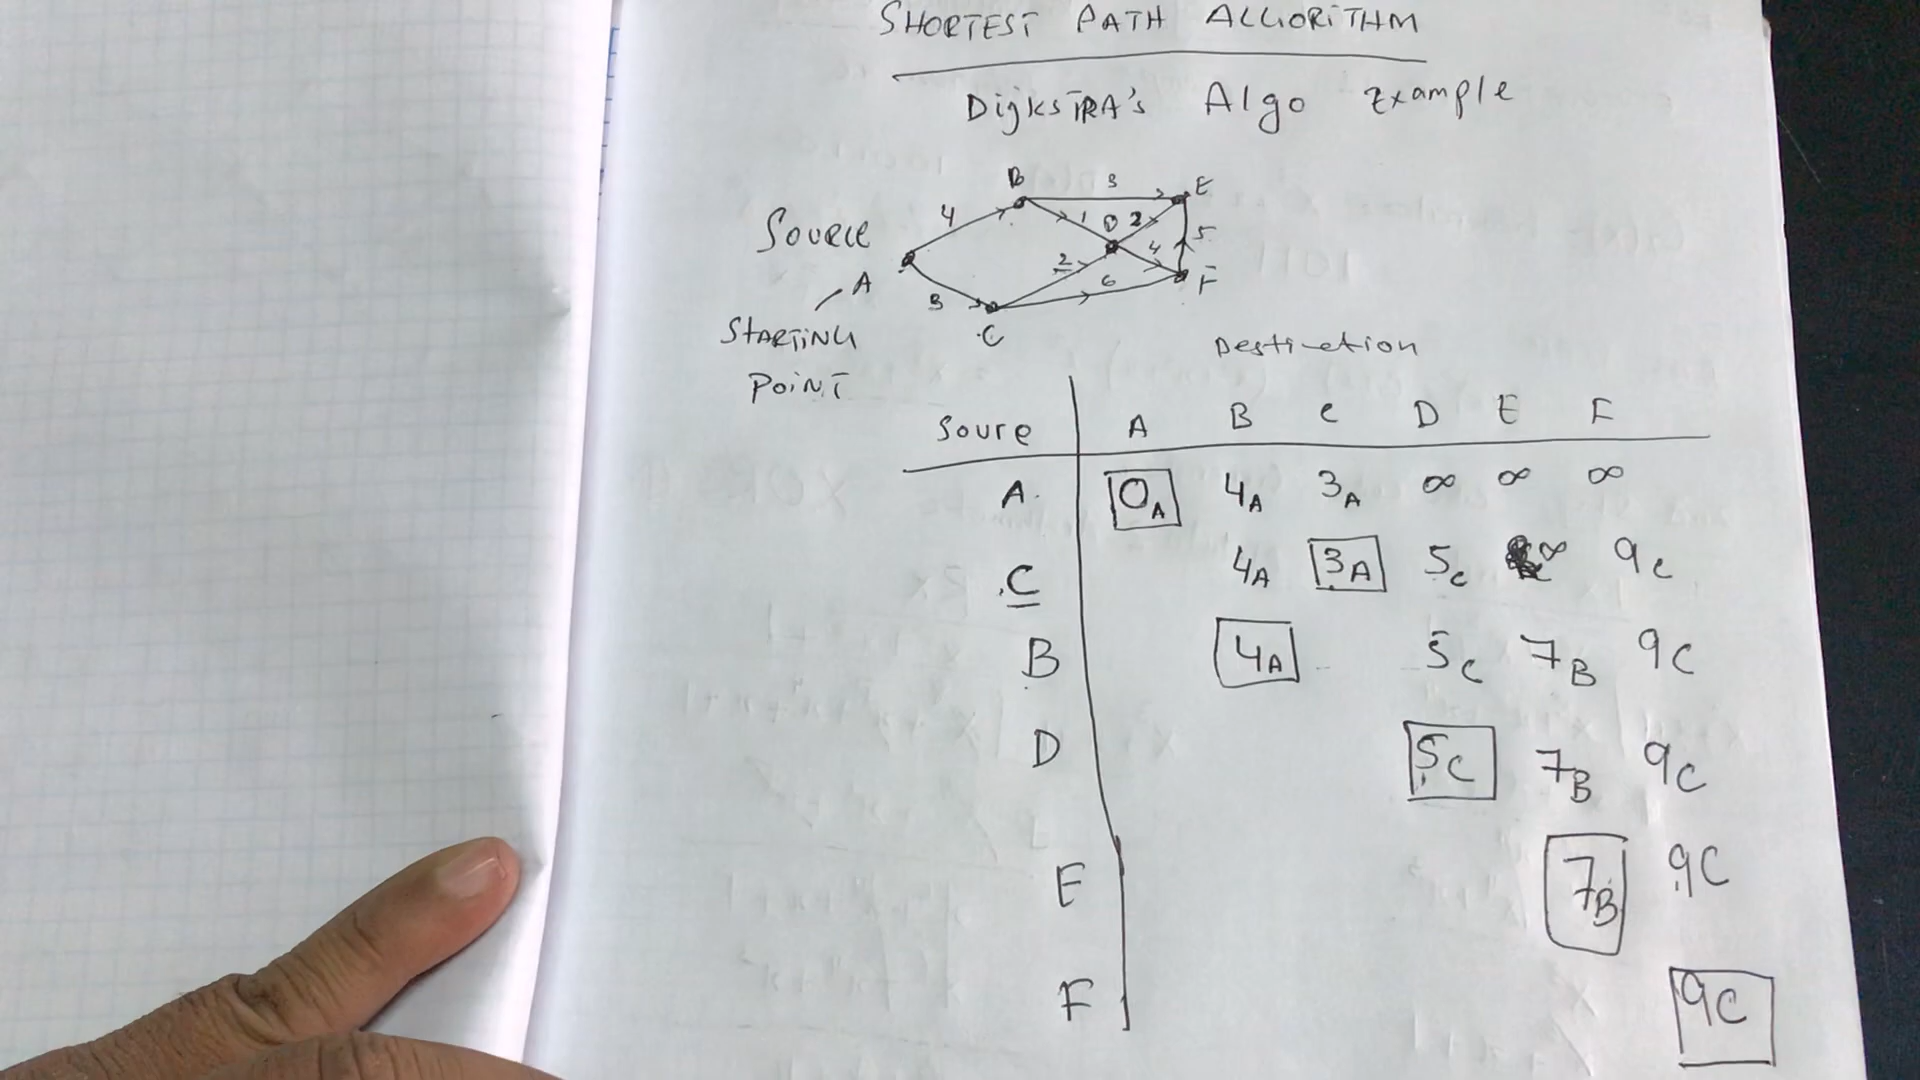 SHORTEST PATH ALGORITHM
DijKSTRA's Algo Example
B 3 E
4 1 D 2
SOURCE
A
2 4 5
3 6 F
C
STARTING
POINT
Destination
Soure A B C D E F
A. 0A 4A 3A ∞ ∞ ∞
C 4A 3A 5C ∞ 9C
B 4A 5C 7B 9C
D 5C 7B 9C
E 7B 9C
F 9C